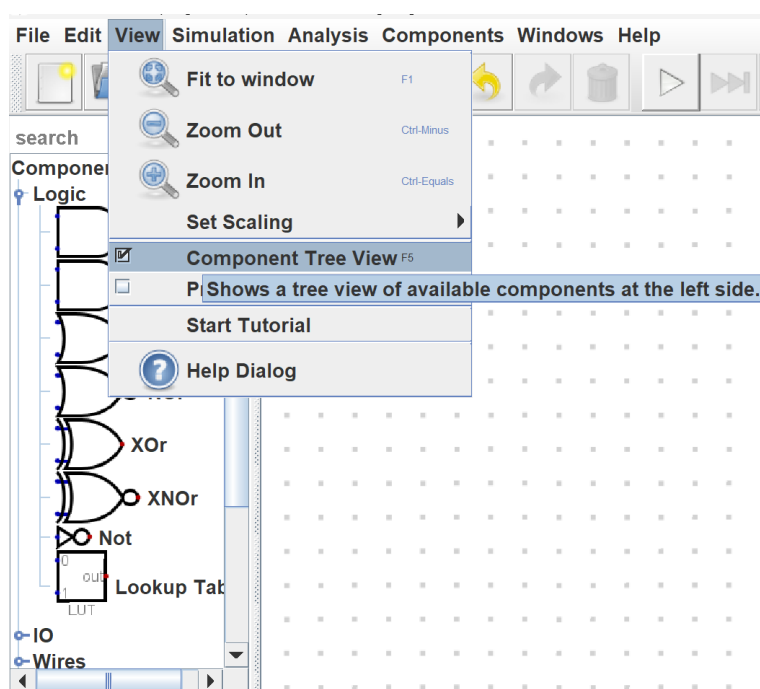 File Edit View Simulation Analysis Components Windows Help
Fit to window F1
search
Zoom Out Ctrl-Minus
Zoom In Ctrl-Equals
Logic
Set Scaling
Component Tree View F5
Shows a tree view of available components at the left side.
Start Tutorial
Help Dialog
XOr
XNOr
Not
0
out
1
Lookup Tab
LUT
IO
Wires